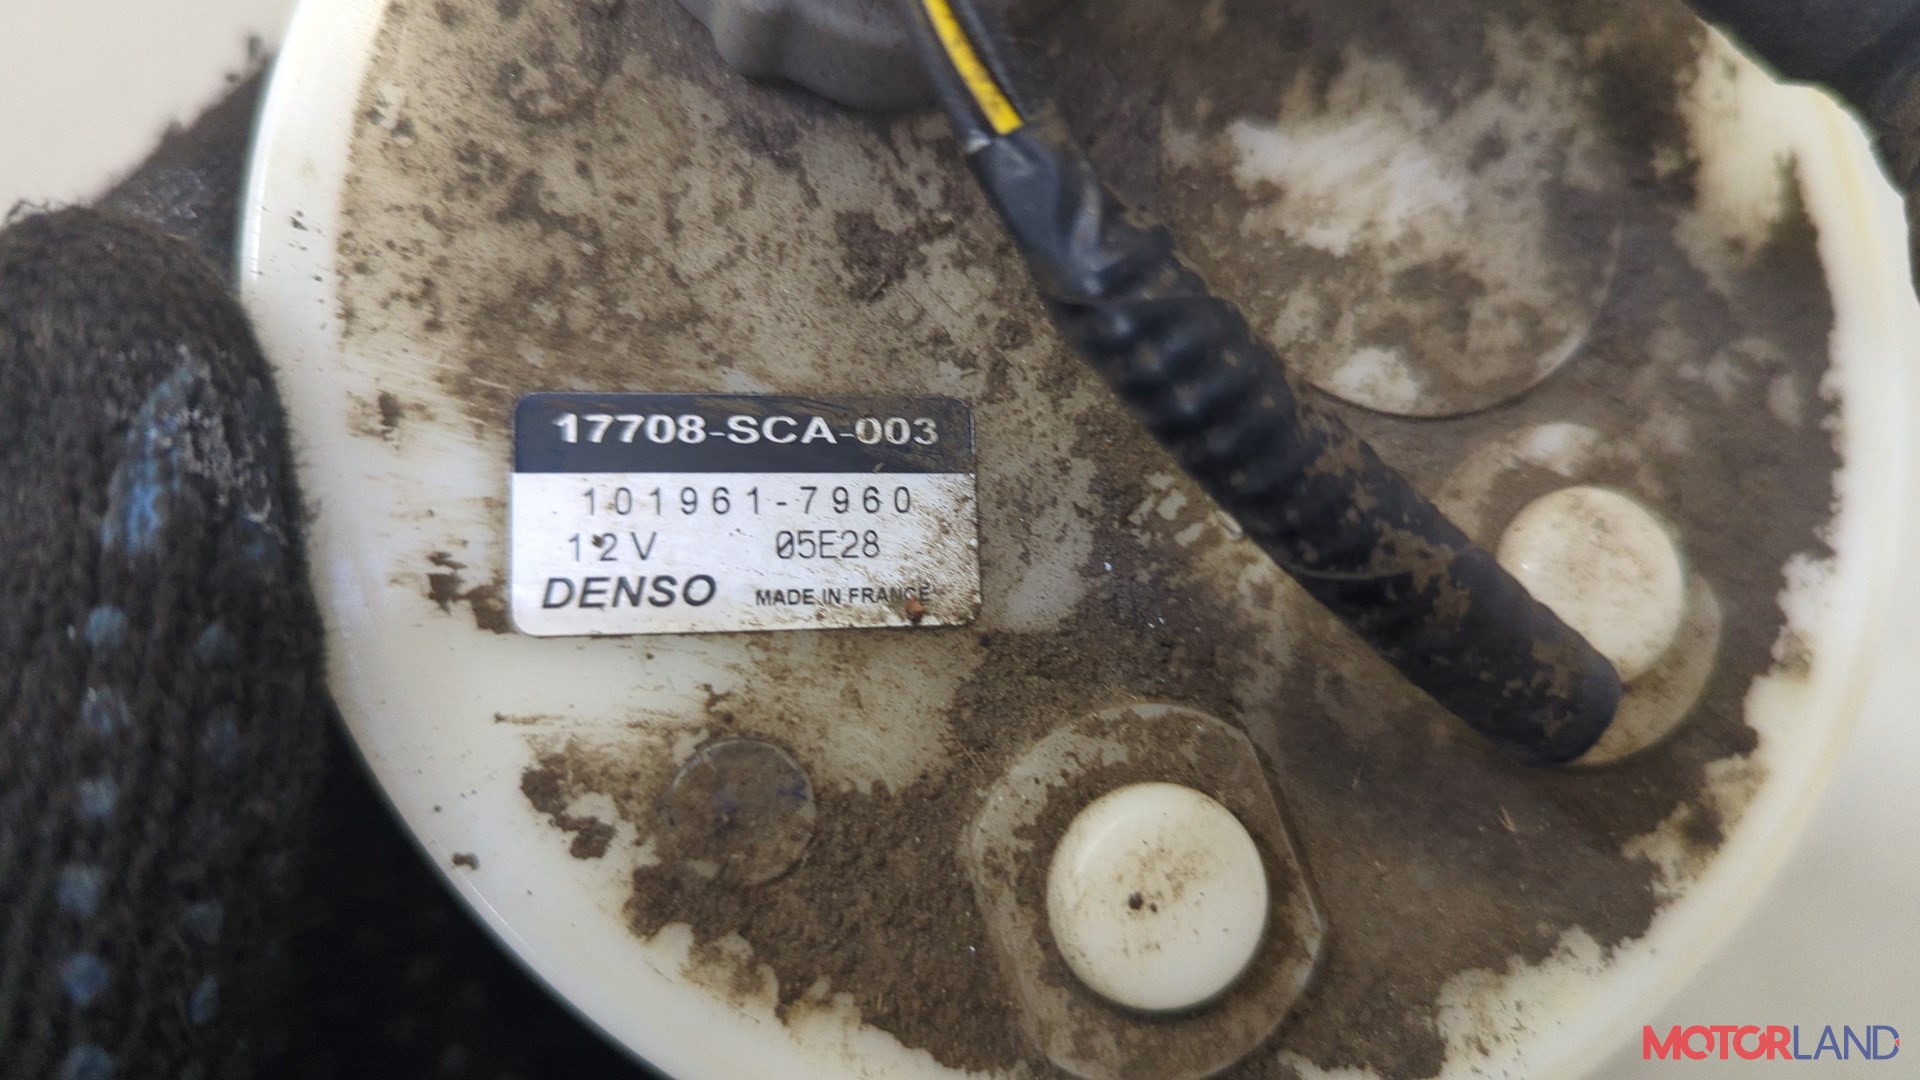 17708-SCA-003
101961-7960
12V 05E28
DENSO MADE IN FRANCE
MOTORLAND